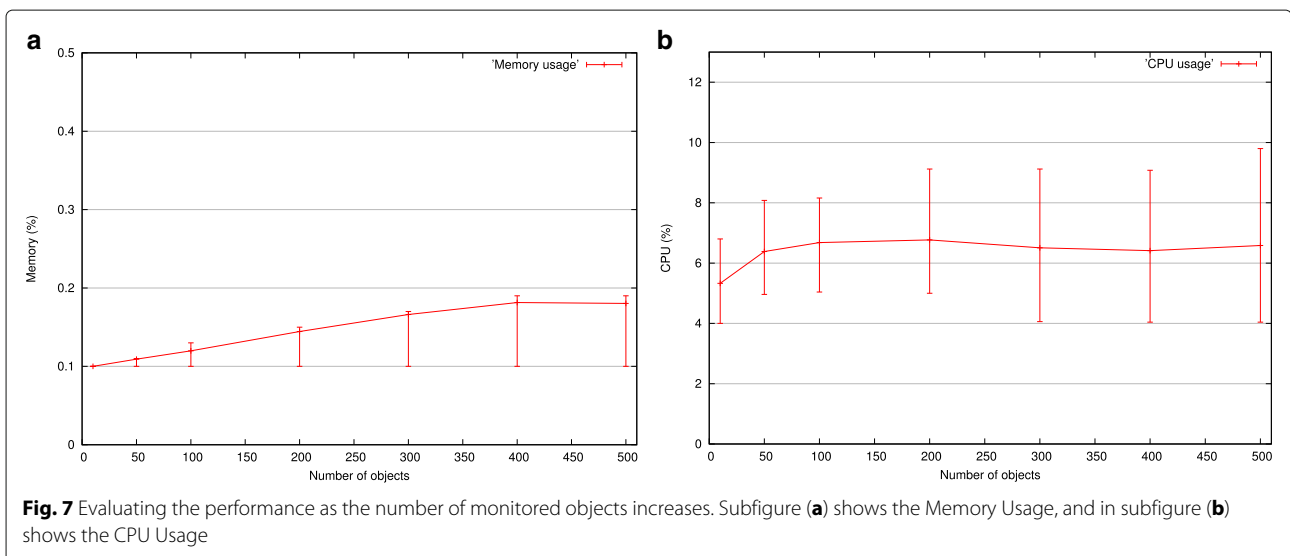 a
0.5
0.4
0.3
0.2
0.1
0
Memory (%)
'Memory usage'
0 50 100 150 200 250 300 350 400 450 500
Number of objects
b
12
10
8
6
4
2
0
CPU (%)
'CPU usage'
0 50 100 150 200 250 300 350 400 450 500
Number of objects
Fig. 7 Evaluating the performance as the number of monitored objects increases. Subfigure (a) shows the Memory Usage, and in subfigure (b)
shows the CPU Usage